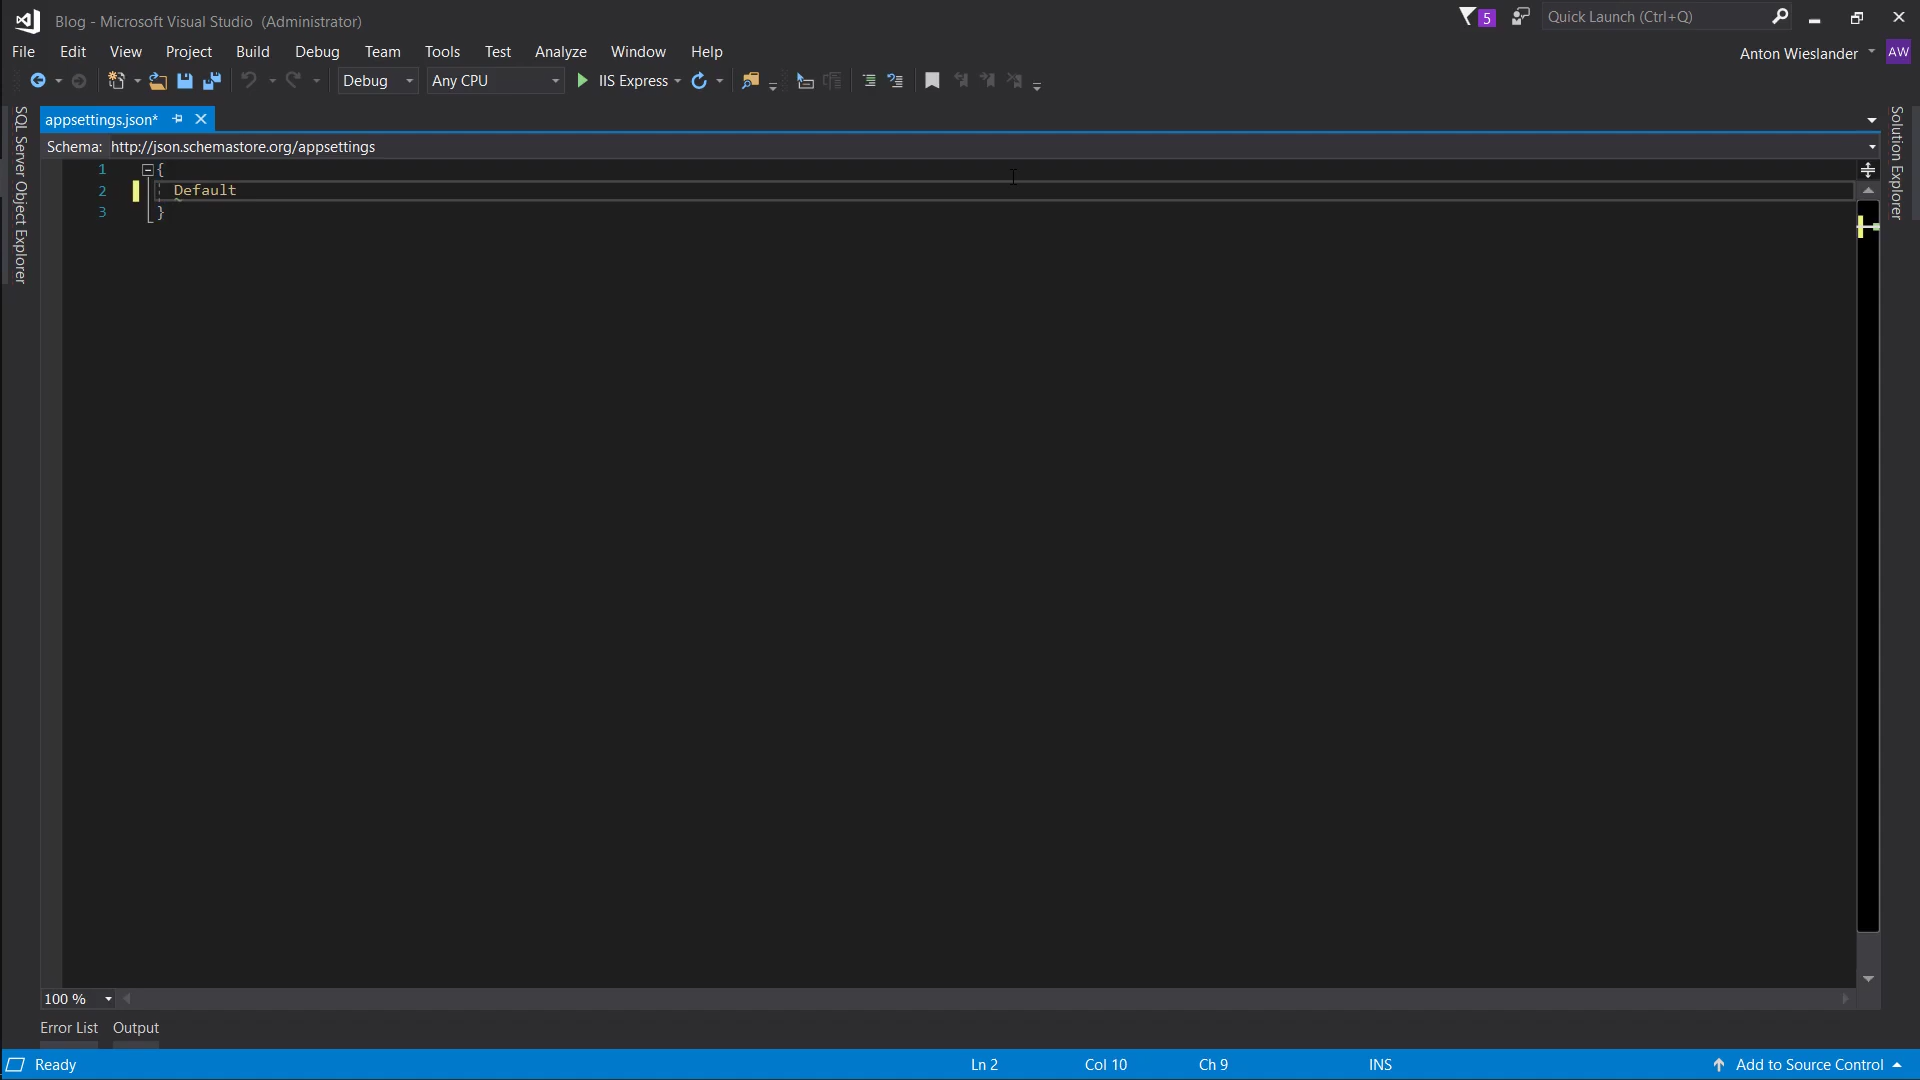 Blog - Microsoft Visual Studio (Administrator)
5
Quick Launch (Ctrl+Q)
File Edit View Project Build Debug Team Tools Test Analyze Window Help
Anton Wieslander AW
Debug Any CPU IIS Express
SQL Server Object Explorer
appsettings.json*
Solution Explorer
Schema: http://json.schemastore.org/appsettings
1 {
2 Default
3 }
100 %
Error List Output
Ready Ln 2 Col 10 Ch 9 INS Add to Source Control